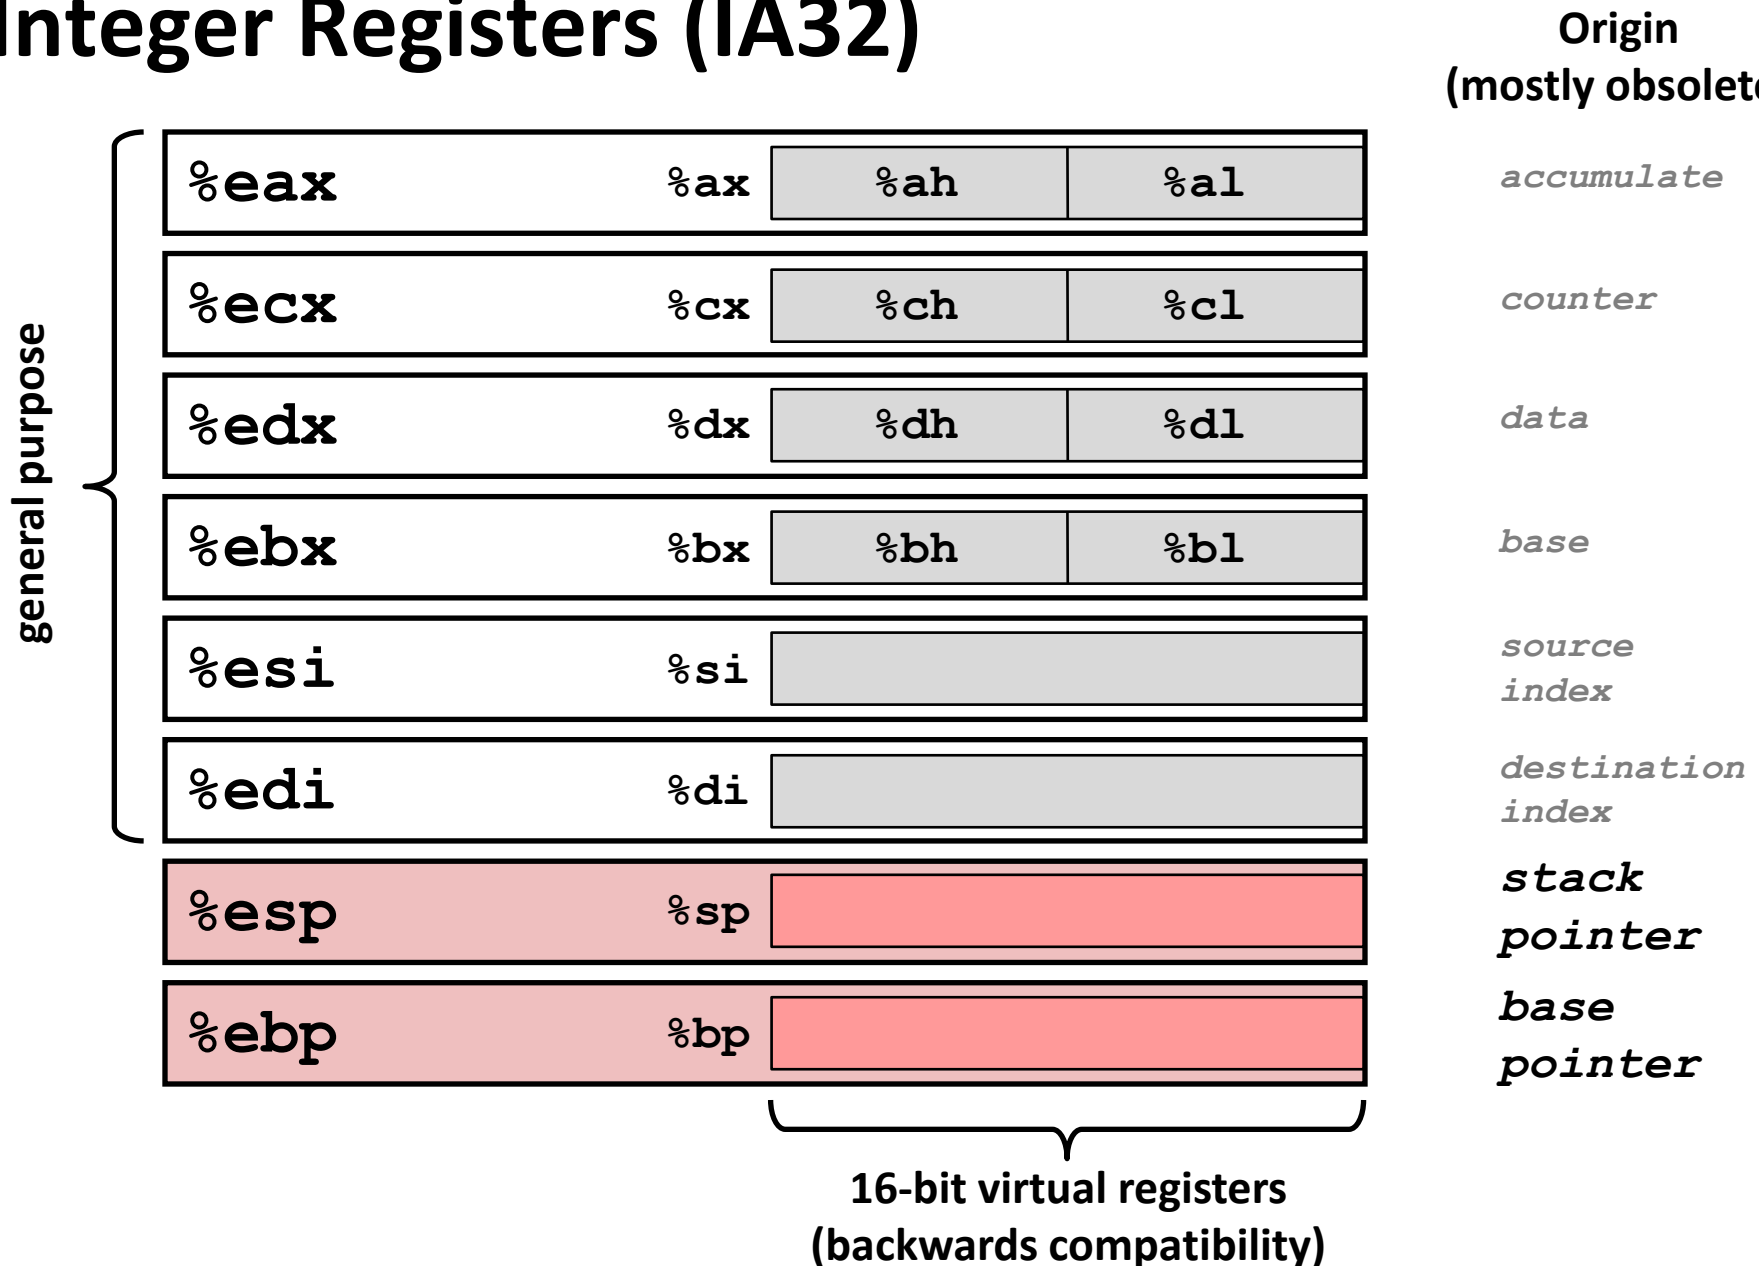 Integer Registers (IA32)
Origin
(mostly obsolete
%eax %ax %ah %al accumulate
%ecx %cx %ch %cl counter
%edx %dx %dh %dl data
%ebx %bx %bh %bl base
%esi %si source
index
%edi %di destination
index
%esp %sp stack
pointer
%ebp %bp base
pointer
general purpose
16-bit virtual registers
(backwards compatibility)